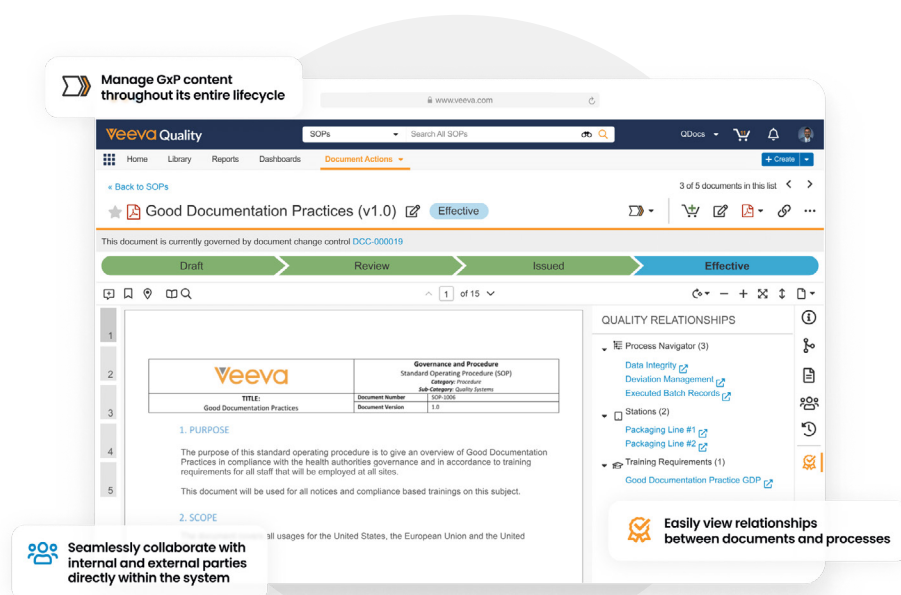 Manage GxP content
throughout its entire lifecycle
www.veeva.com
Veeva Quality
SOPs
Search All SOPs
QDocs
Home Library Reports Dashboards Document Actions
+ Create
« Back to SOPs
3 of 5 documents in this list
Good Documentation Practices (v1.0) Effective
This document is currently governed by document change control DCC-000019
Draft Review Issued Effective
1 of 15
1
2
3
4
5
Veeva
Governance and Procedure
Standard Operating Procedure (SOP)
Category: Procedure
Sub-Category: Quality Systems
TITLE:
Good Documentation Practices
Document Number SOP-1006
Document Version 1.0
1. PURPOSE
The purpose of this standard operating procedure is to give an overview of Good Documentation
Practices in compliance with the health authorities governance and in accordance to training
requirements for all staff that will be employed at all sites.
This document will be used for all notices and compliance based trainings on this subject.
2. SCOPE
all usages for the United States, the European Union and the United
QUALITY RELATIONSHIPS
Process Navigator (3)
Data Integrity
Deviation Management
Executed Batch Records
Stations (2)
Packaging Line #1
Packaging Line #2
Training Requirements (1)
Good Documentation Practice GDP
Seamlessly collaborate with
internal and external parties
directly within the system
Easily view relationships
between documents and processes